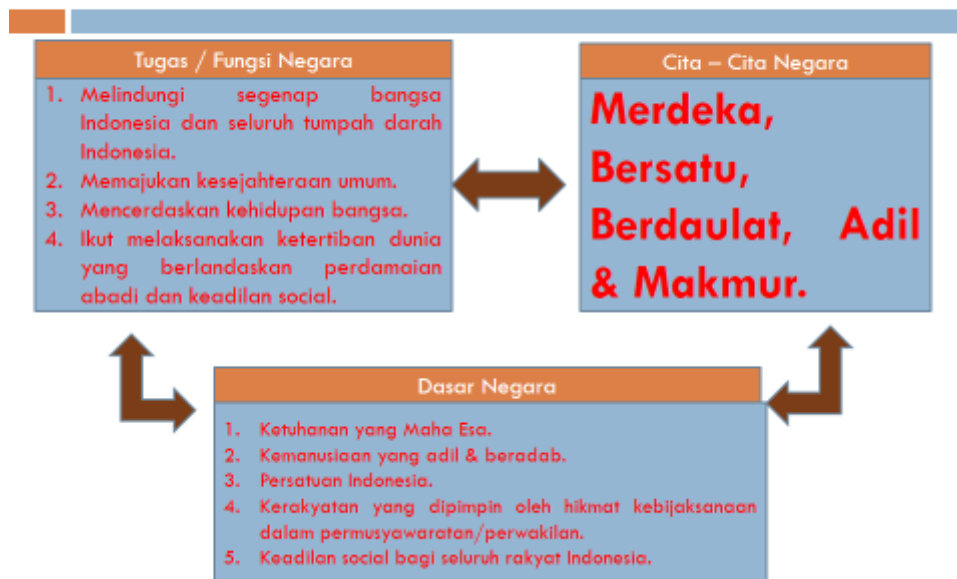 Tugas / Fungsi Negara
1. Melindungi segenap bangsa
Indonesia dan seluruh tumpah darah
Indonesia.
2. Memajukan kesejahteraan umum.
3. Mencerdaskan kehidupan bangsa.
4. Ikut melaksanakan ketertiban dunia
yang berlandaskan perdamaian
abadi dan keadilan social.
Cita – Cita Negara
Merdeka,
Bersatu,
Berdaulat, Adil
& Makmur.
Dasar Negara
1. Ketuhanan yang Maha Esa.
2. Kemanusiaan yang adil & beradab.
3. Persatuan Indonesia.
4. Kerakyatan yang dipimpin oleh hikmat kebijaksanaan
dalam permusyawaratan/perwakilan.
5. Keadilan social bagi seluruh rakyat Indonesia.